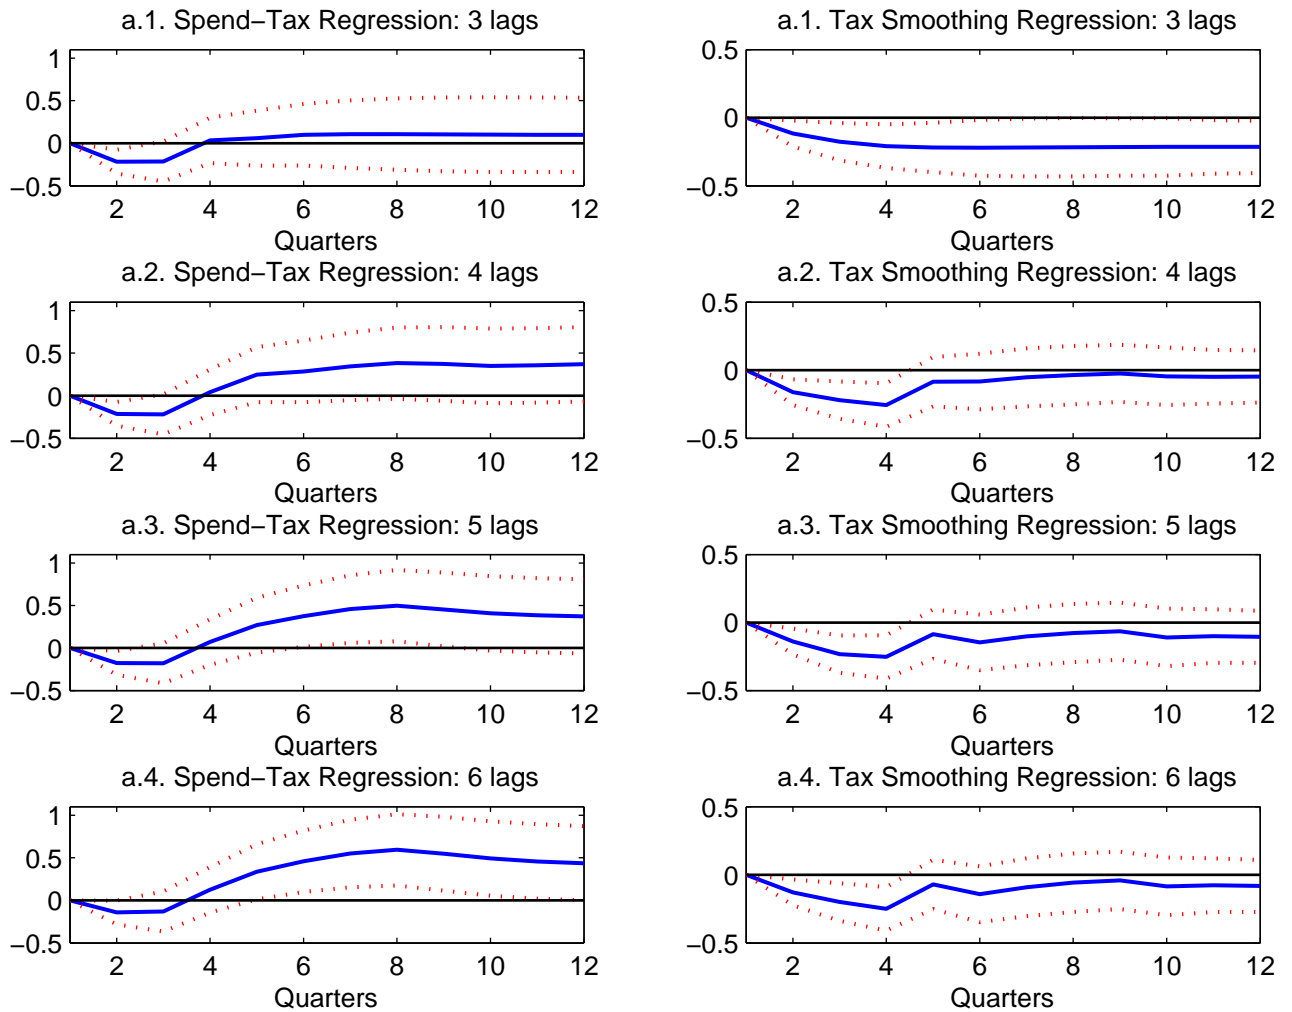 a.1. Spend−Tax Regression: 3 lags
1
0.5
0
−0.5
2 4 6 8 10 12
Quarters
a.1. Tax Smoothing Regression: 3 lags
0.5
0
−0.5
2 4 6 8 10 12
Quarters
a.2. Spend−Tax Regression: 4 lags
1
0.5
0
−0.5
2 4 6 8 10 12
Quarters
a.2. Tax Smoothing Regression: 4 lags
0.5
0
−0.5
2 4 6 8 10 12
Quarters
a.3. Spend−Tax Regression: 5 lags
1
0.5
0
−0.5
2 4 6 8 10 12
Quarters
a.3. Tax Smoothing Regression: 5 lags
0.5
0
−0.5
2 4 6 8 10 12
Quarters
a.4. Spend−Tax Regression: 6 lags
1
0.5
0
−0.5
2 4 6 8 10 12
Quarters
a.4. Tax Smoothing Regression: 6 lags
0.5
0
−0.5
2 4 6 8 10 12
Quarters